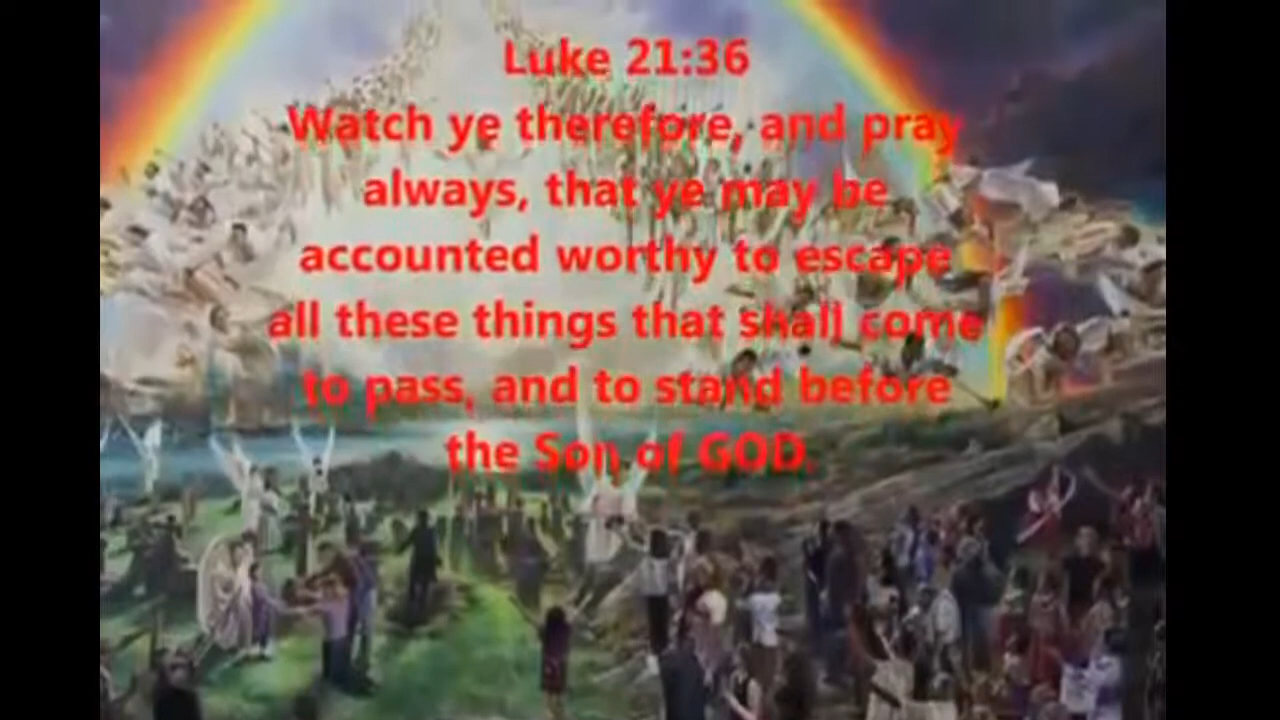 Luke 21:36
Watch ye therefore, and pray
always, that ye may be
accounted worthy to escape
all these things that shall come
to pass, and to stand before
the Son of GOD.